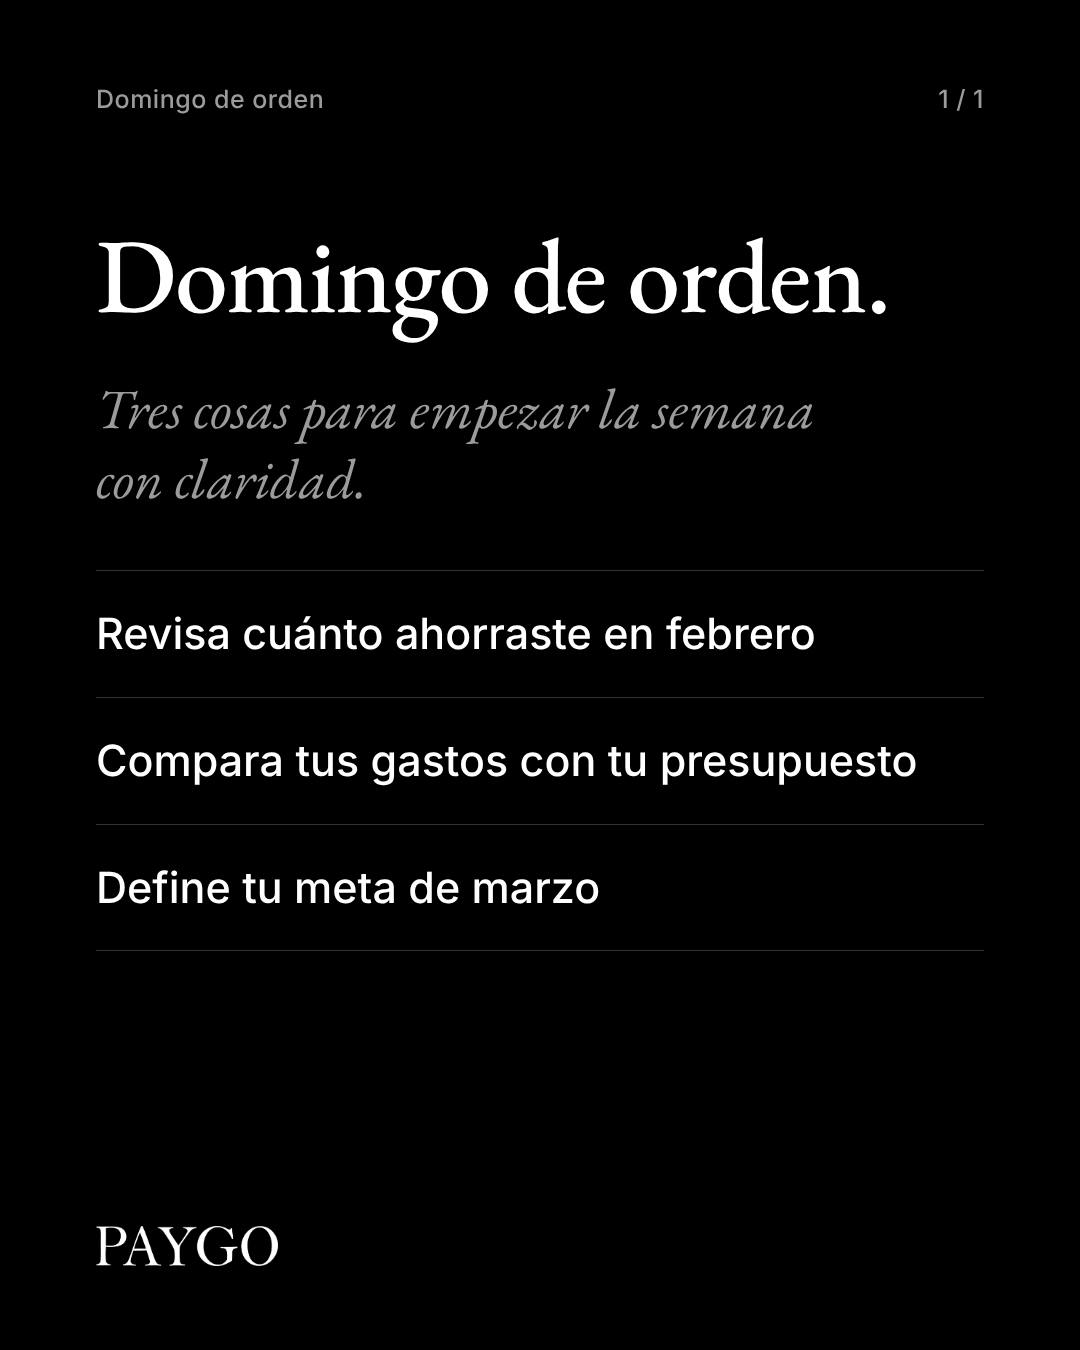 Domingo de orden
1 / 1
Domingo de orden.
Tres cosas para empezar la semana
con claridad.
Revisa cuánto ahorraste en febrero
Compara tus gastos con tu presupuesto
Define tu meta de marzo
PAYGO